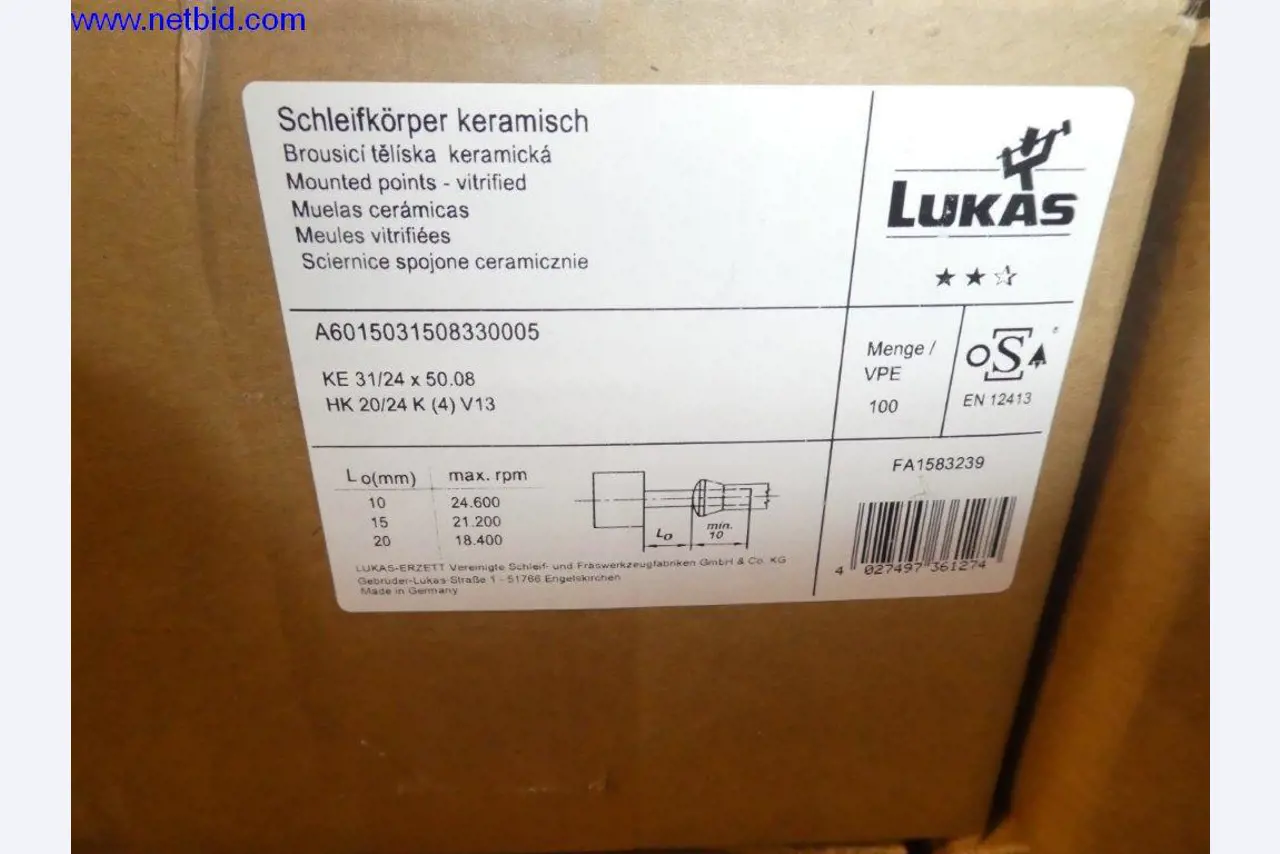 www.netbid.com
Schleifkörper keramisch
Brousicí tělíska keramická
Mounted points - vitrified
Muelas cerámicas
Meules vitrifiées
Sciernice spojone ceramicznie
LUKAS
A6015031508330005
KE 31/24 x 50.08
HK 20/24 K (4) V13
Menge /
VPE
100
oSa
EN 12413
Lo(mm) max. rpm
10 24.600
15 21.200
20 18.400
Lo
min.
10
FA1583239
4 027497 361274
LUKAS-ERZETT Vereinigte Schleif- und Fräswerkzeugfabriken GmbH & Co. KG
Gebrüder-Lukas-Straße 1 - 51766 Engelskirchen
Made in Germany